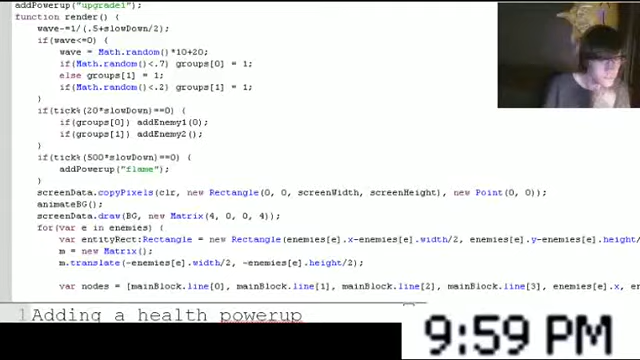 addPowerup("upgrade1");
function render() {
wave-=1/(.5+slowDown/2);
if(wave<=0) {
wave = Math.random()*10+20;
if(Math.random()<.7) groups[0] = 1;
else groups[1] = 1;
if(Math.random()<.2) groups[1] = 1;
}
if(tick%(20*slowDown)==0) {
if(groups[0]) addEnemy1(0);
if(groups[1]) addEnemy2();
}
if(tick%(500*slowDown)==0) {
addPowerup("flame");
}
screenData.copyPixels(clr, new Rectangle(0, 0, screenWidth, screenHeight), new Point(0, 0));
animateBG();
screenData.draw(BG, new Matrix(4, 0, 0, 4));
for(var e in enemies) {
var entityRect:Rectangle = new Rectangle(enemies[e].x-enemies[e].width/2, enemies[e].y-enemies[e].height/
m = new Matrix();
m.translate(-enemies[e].width/2, -enemies[e].height/2);
var nodes = [mainBlock.line[0], mainBlock.line[1], mainBlock.line[2], mainBlock.line[3], enemies[e].x, en
1 Adding a health powerup
9:59 PM